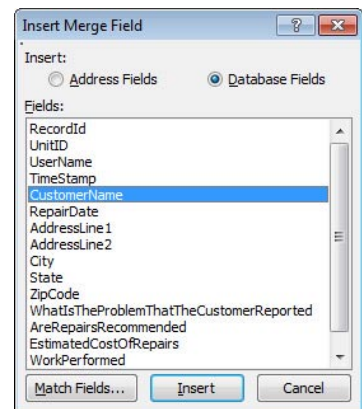 Insert Merge Field
Insert:
Address Fields Database Fields
Fields:
RecordId
UnitID
UserName
TimeStamp
CustomerName
RepairDate
AddressLine1
AddressLine2
City
State
ZipCode
WhatIsTheProblemThatTheCustomerReported
AreRepairsRecommended
EstimatedCostOfRepairs
WorkPerformed
Match Fields... Insert Cancel